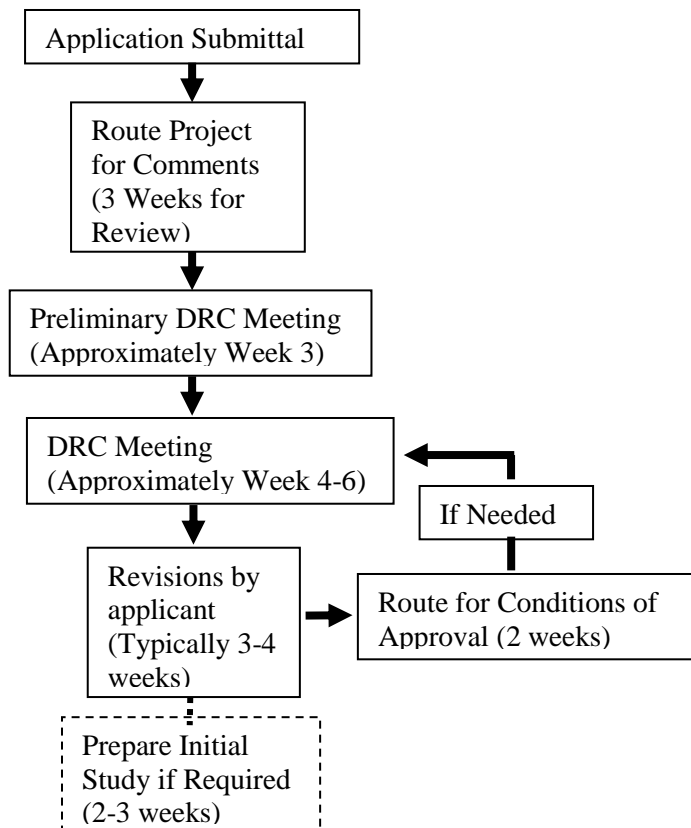 Application Submittal
Route Project
for Comments
(3 Weeks for
Review)
Preliminary DRC Meeting
(Approximately Week 3)
DRC Meeting
(Approximately Week 4-6)
If Needed
Revisions by
applicant
(Typically 3-4
weeks)
Route for Conditions of
Approval (2 weeks)
Prepare Initial
Study if Required
(2-3 weeks)